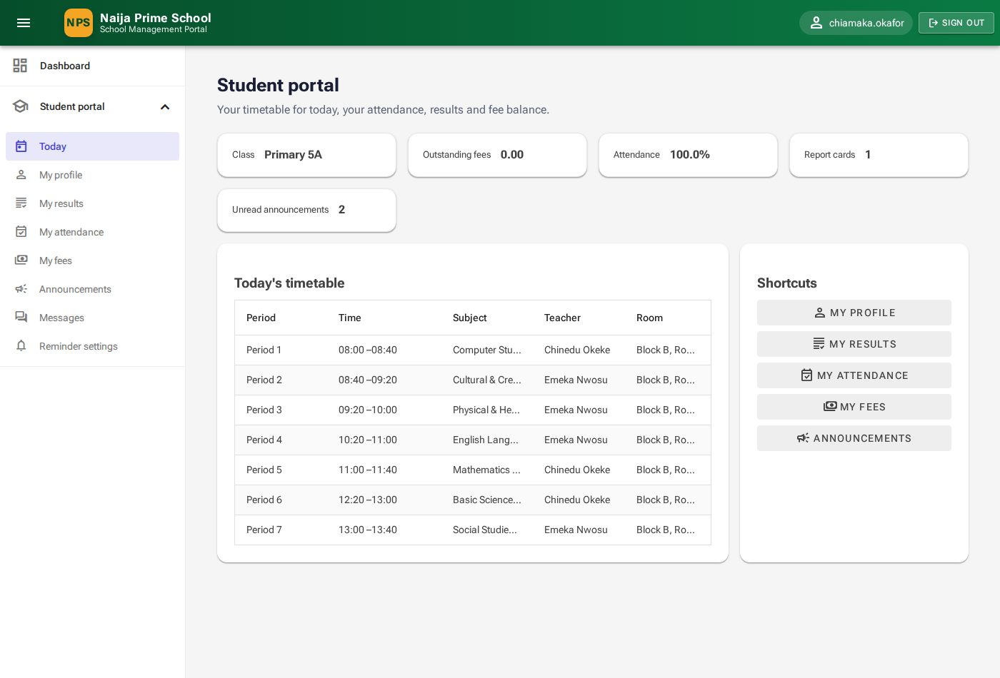 NPS
Naija Prime School
School Management Portal
chiamaka.okafor
SIGN OUT
Dashboard
Student portal
Today
My profile
My results
My attendance
My fees
Announcements
Messages
Reminder settings
Student portal
Your timetable for today, your attendance, results and fee balance.
Class Primary 5A
Outstanding fees 0.00
Attendance 100.0%
Report cards 1
Unread announcements 2
Today's timetable
Period Time Subject Teacher Room
Period 1 08:00 –08:40 Computer Stu... Chinedu Okeke Block B, Ro...
Period 2 08:40 –09:20 Cultural & Cre... Emeka Nwosu Block B, Ro...
Period 3 09:20 –10:00 Physical & He... Emeka Nwosu Block B, Ro...
Period 4 10:20 –11:00 English Lang... Emeka Nwosu Block B, Ro...
Period 5 11:00 –11:40 Mathematics ... Chinedu Okeke Block B, Ro...
Period 6 12:20 –13:00 Basic Science... Chinedu Okeke Block B, Ro...
Period 7 13:00 –13:40 Social Studie... Emeka Nwosu Block B, Ro...
Shortcuts
MY PROFILE
MY RESULTS
MY ATTENDANCE
MY FEES
ANNOUNCEMENTS